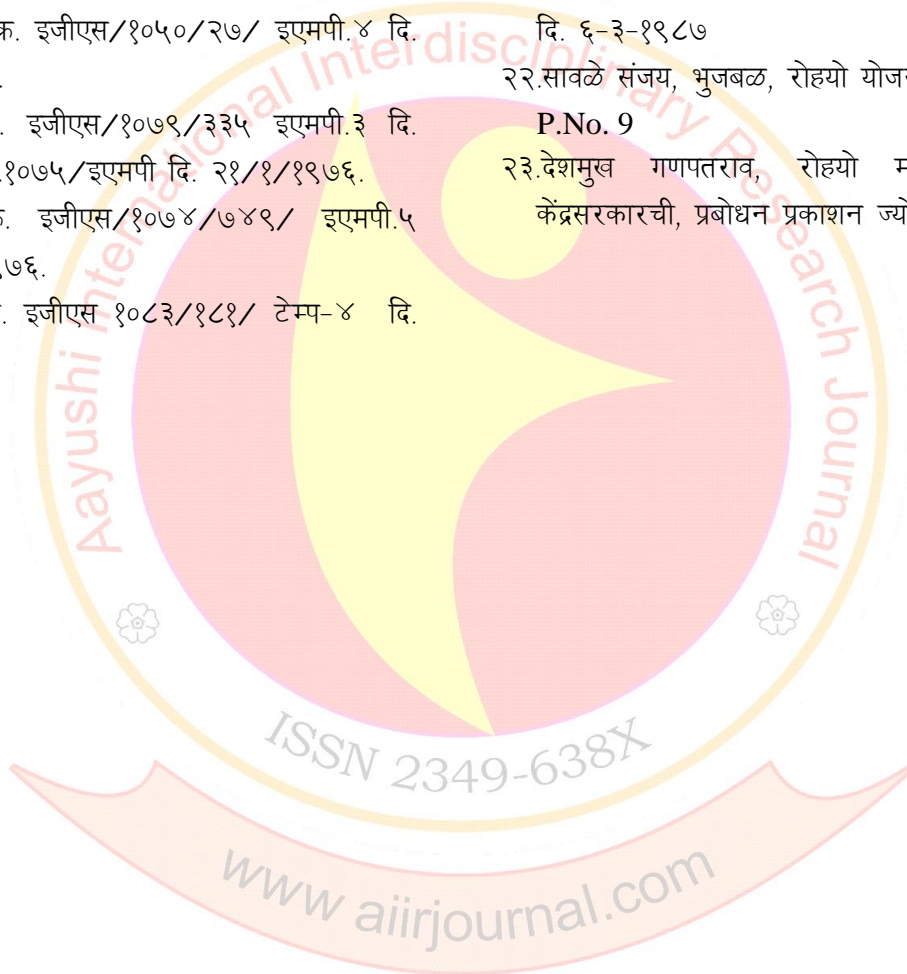 क्र. इजीएस/१०५०/२७/ इएमपी.४ दि.
.
. इजीएस/१०७९/३३५ इएमपी.३ दि.
.१०७५/इएमपी दि. २१/१/१९७६.
. इजीएस/१०७४/७४९/ इएमपी.५
७६.
. इजीएस १०८३/१८१/ टेम्प-४ दि.
दि. ६-३-१९८७
२२.सावळे संजय, भुजबळ, रोहयो
P.No. 9
२३.देशमुख गणपतराव, रोहयो
केंद्रसरकारची, प्रबोधन प्रकाशन
Aayushi International Interdisciplinary Research Journal
ISSN 2349-638X
www aiirjournal.com